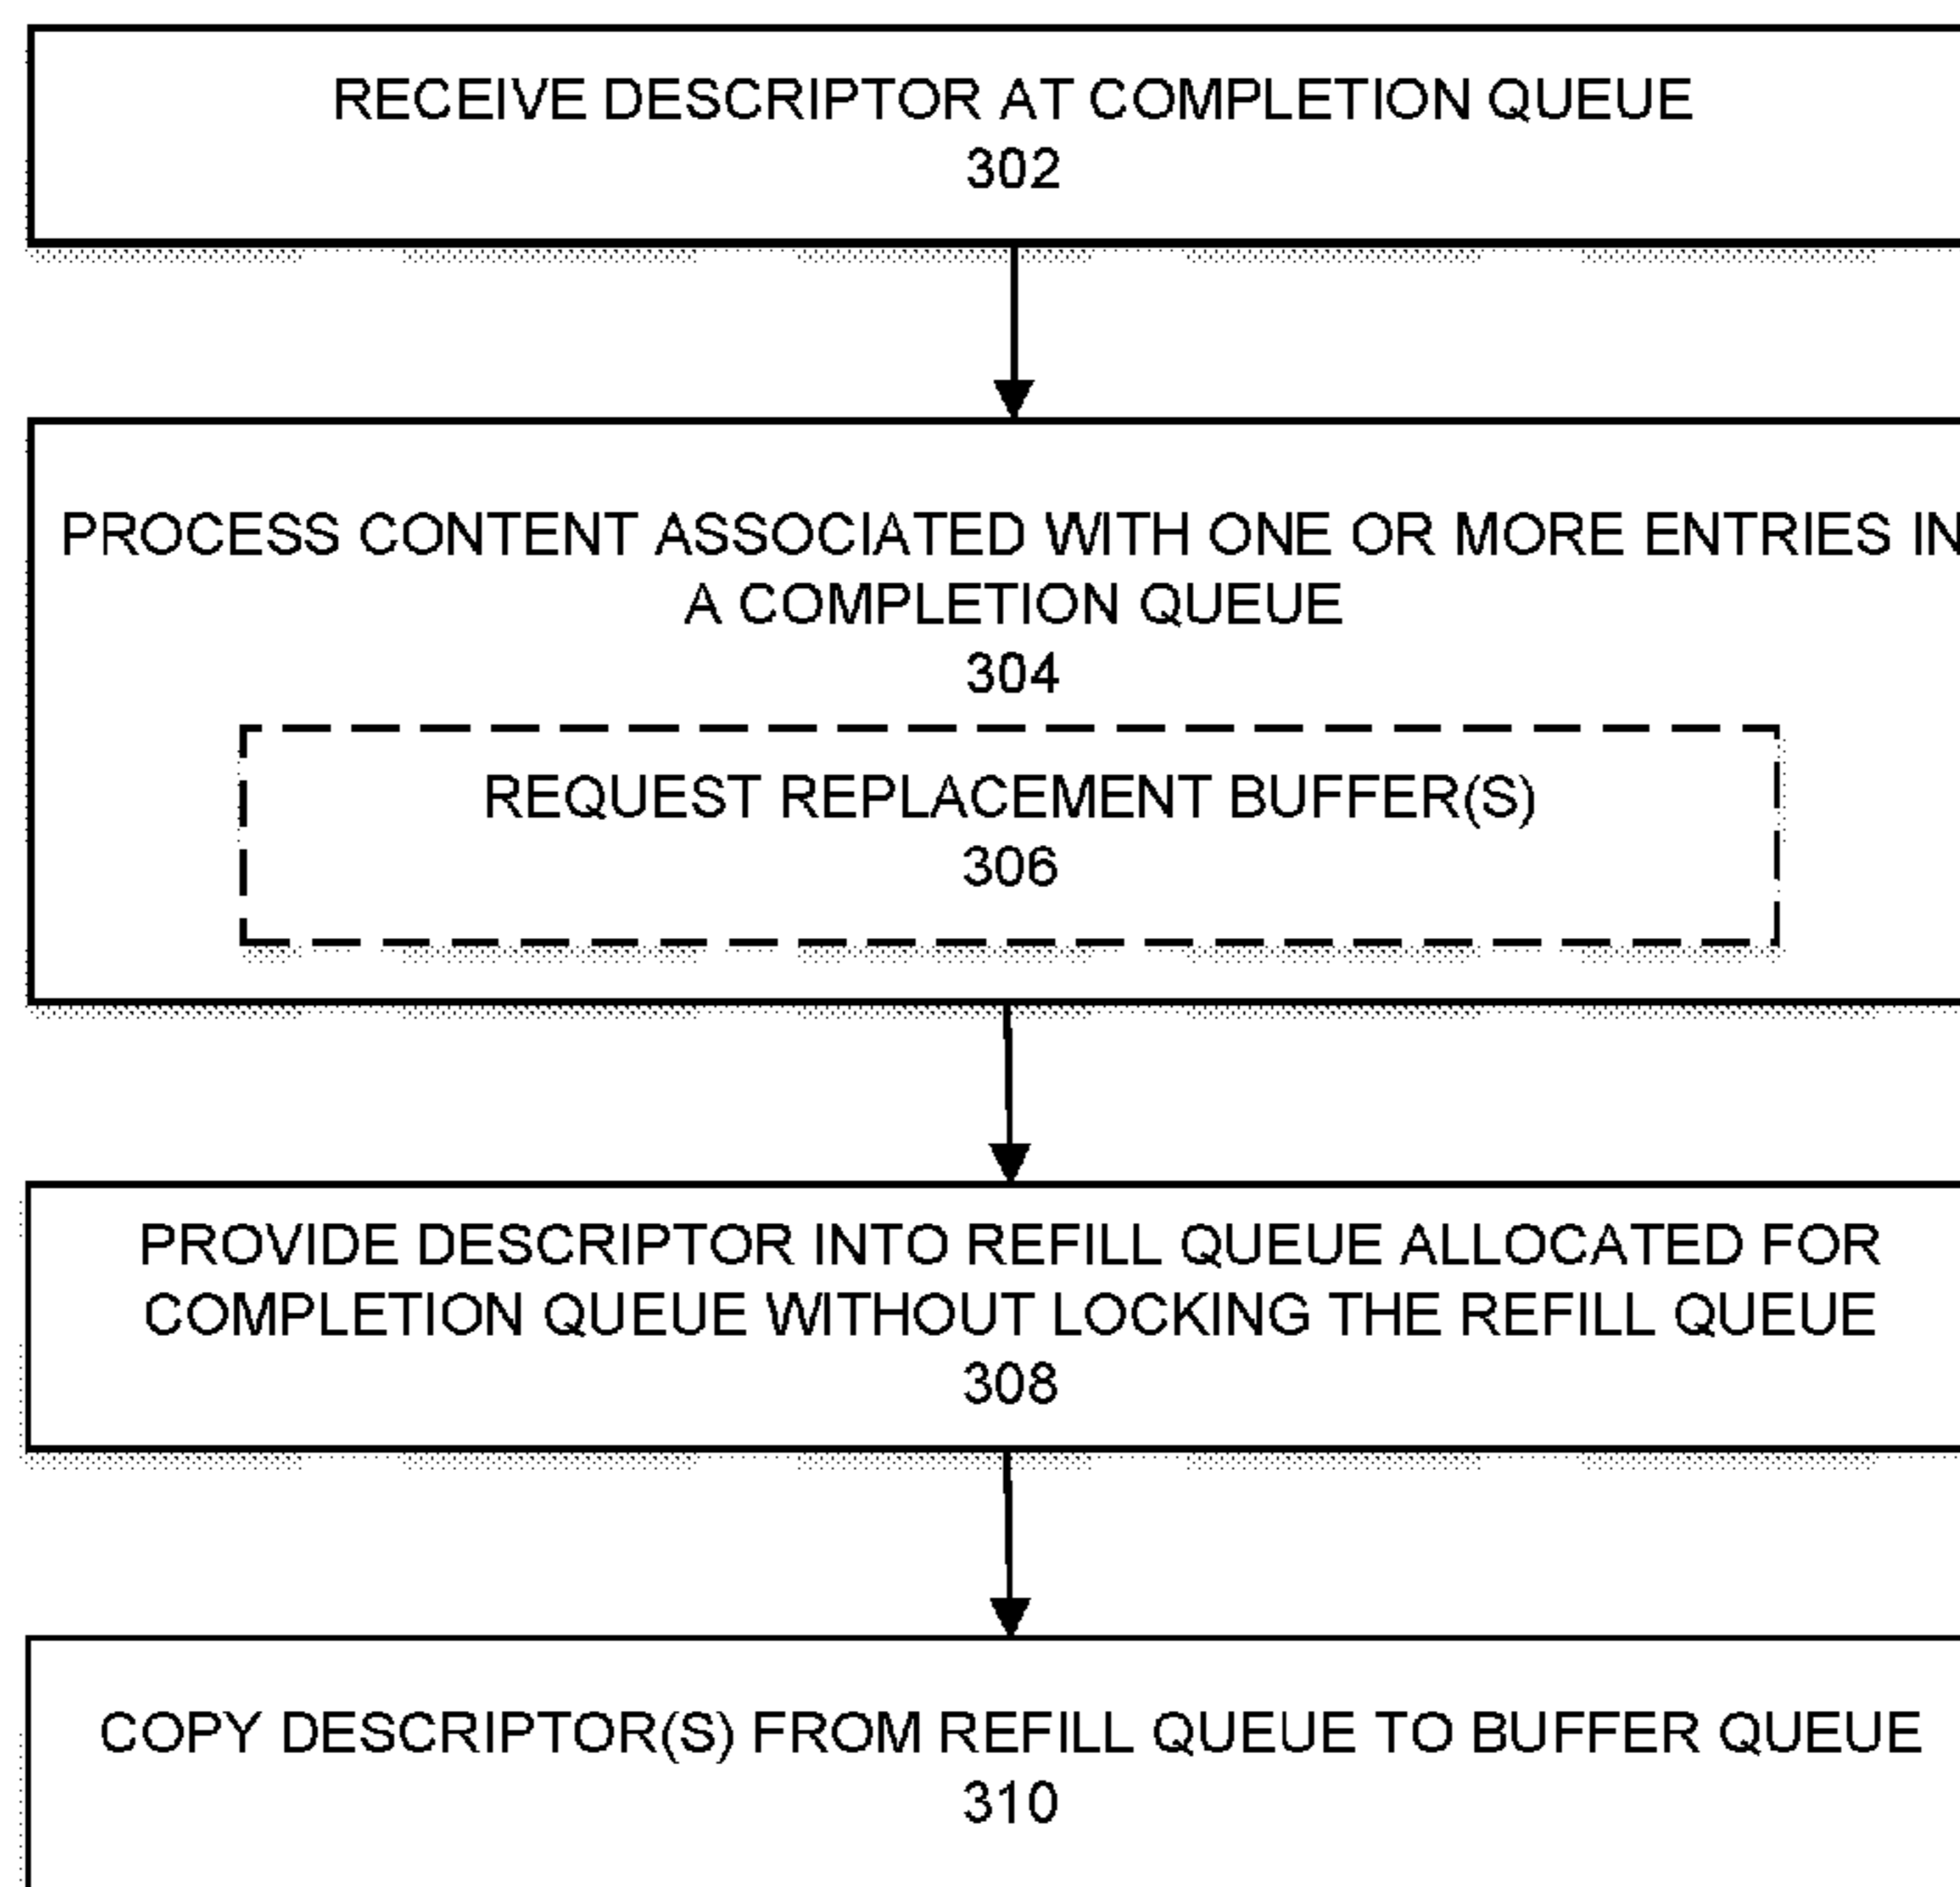 RECEIVE DESCRIPTOR AT COMPLETION QUEUE
302
PROCESS CONTENT ASSOCIATED WITH ONE OR MORE ENTRIES IN
A COMPLETION QUEUE
304
REQUEST REPLACEMENT BUFFER(S)
306
PROVIDE DESCRIPTOR INTO REFILL QUEUE ALLOCATED FOR
COMPLETION QUEUE WITHOUT LOCKING THE REFILL QUEUE
308
COPY DESCRIPTOR(S) FROM REFILL QUEUE TO BUFFER QUEUE
310